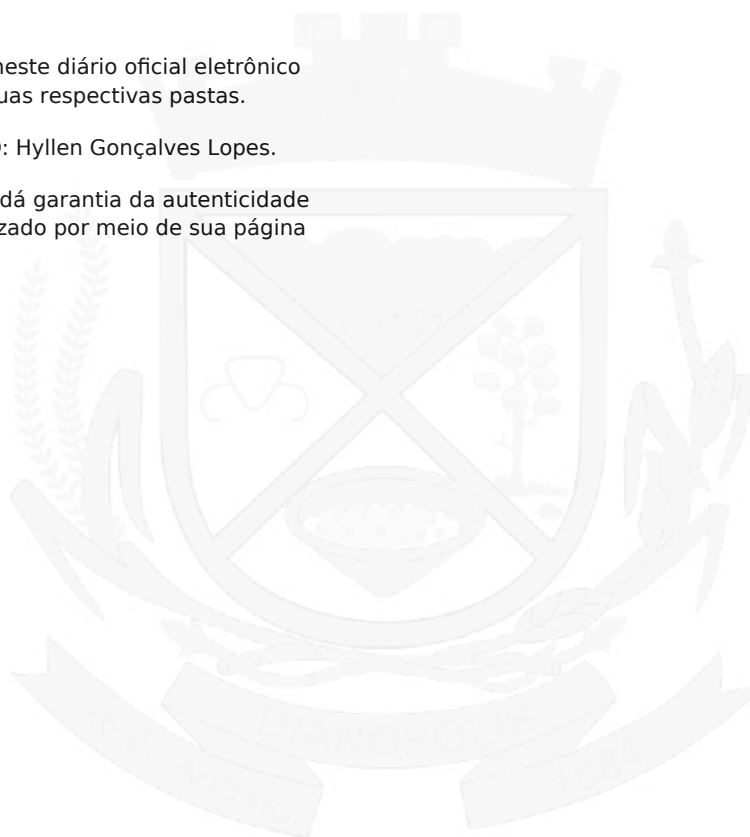 neste diário oficial eletrônico
uas respectivas pastas.
: Hyllen Gonçalves Lopes.
dá garantia da autenticidade
zado por meio de sua página
26 de Agosto
DIANOPOLIS
1884